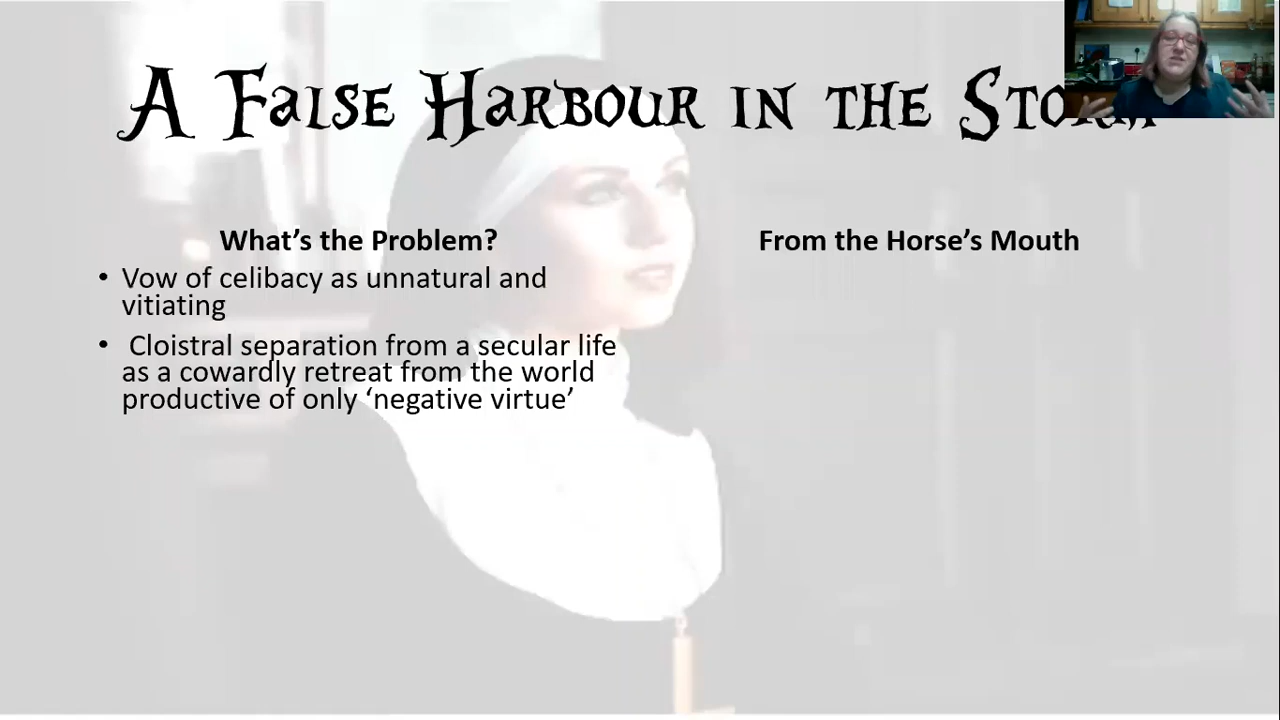 A False Harbour in the Storm
What's the Problem?
• Vow of celibacy as unnatural and
vitiating
• Cloistral separation from a secular life
as a cowardly retreat from the world
productive of only ‘negative virtue’
From the Horse's Mouth